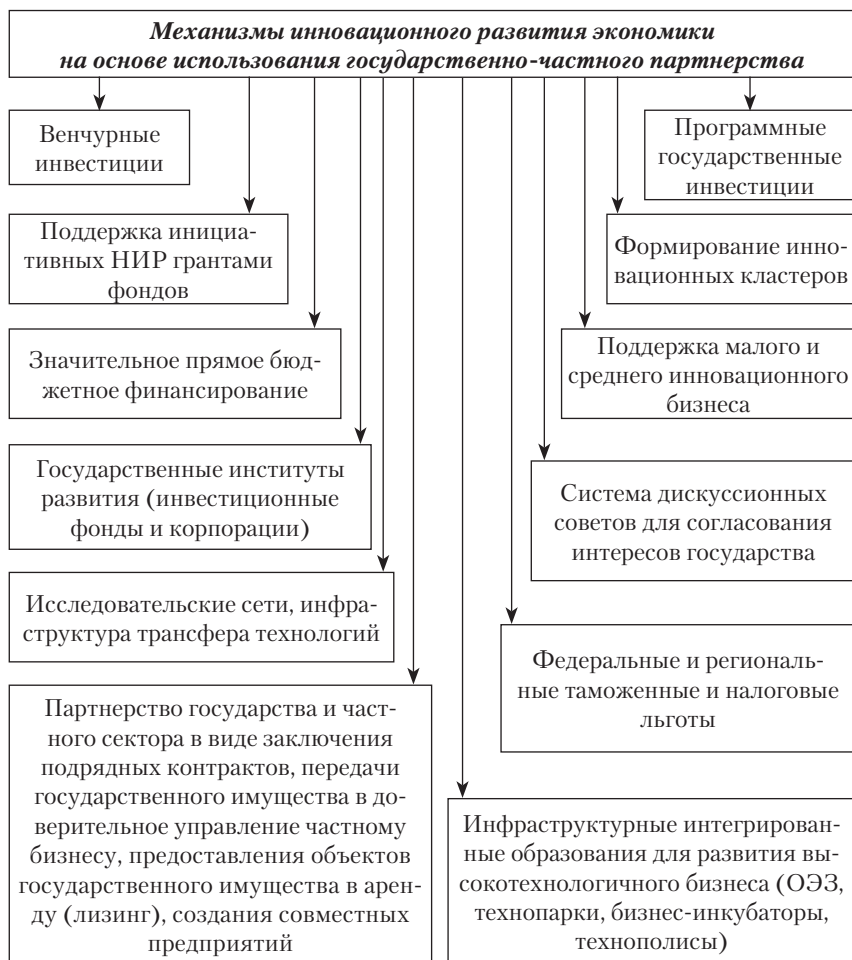 Механизмы инновационного развития экономики
на основе использования государственно-частного партнерства
Венчурные
инвестиции
Поддержка инициа-
тивных НИР грантами
фондов
Значительное прямое бюд-
жетное финансирование
Государственные институты
развития (инвестиционные
фонды и корпорации)
Исследовательские сети, инфра-
структура трансфера технологий
Партнерство государства и част-
ного сектора в виде заключения
подрядных контрактов, передачи
государственного имущества в до-
верительное управление частному
бизнесу, предоставления объектов
государственного имущества в арен-
ду (лизинг), создания совместных
предприятий
Программные
государственные
инвестиции
Формирование инно-
вационных кластеров
Поддержка малого и
среднего инновационного
бизнеса
Система дискуссионных
советов для согласования
интересов государства
Федеральные и региональ-
ные таможенные и налоговые
льготы
Инфраструктурные интегрирован-
ные образования для развития вы-
сокотехнологичного бизнеса (ОЭЗ,
технопарки, бизнес-инкубаторы,
технополисы)